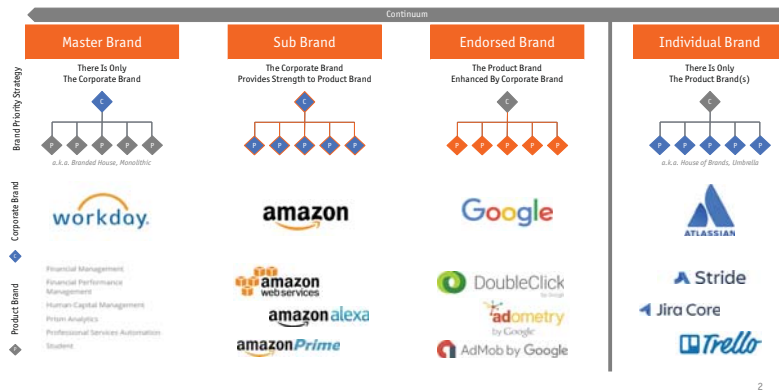 Continuum
Master Brand
Sub Brand
Endorsed Brand
Individual Brand
Brand Priority Strategy
There Is Only
The Corporate Brand
The Corporate Brand
Provides Strength to Product Brand
The Product Brand
Enhanced By Corporate Brand
There Is Only
The Product Brand(s)
C
P P P P P
C
P P P P P
C
P P P P P
C
P P P P P
a.k.a. Branded House, Monolithic
a.k.a. House of Brands, Umbrella
Corporate Brand
C
workday.
amazon
Google
ATLASSIAN
Product Brand
P
Financial Management
Financial Performance
Management
Human Capital Management
Prism Analytics
Professional Services Automation
Student
amazon
webservices
amazon alexa
amazonPrime
DoubleClick
by Google
adometry
by Google
AdMob by Google
Stride
Jira Core
Trello
2